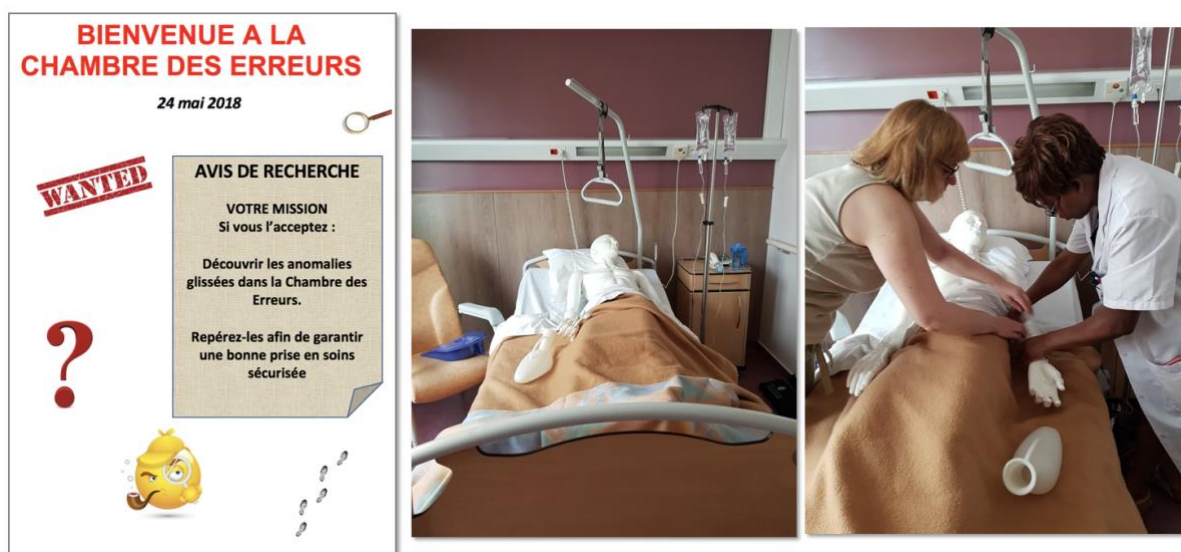 BIENVENUE A LA
CHAMBRE DES ERREURS
24 mai 2018
WANTED
AVIS DE RECHERCHE
VOTRE MISSION
Si vous l'acceptez :
Découvrir les anomalies
glissées dans la Chambre des
Erreurs.
Repérez-les afin de garantir
une bonne prise en soins
sécurisée
?